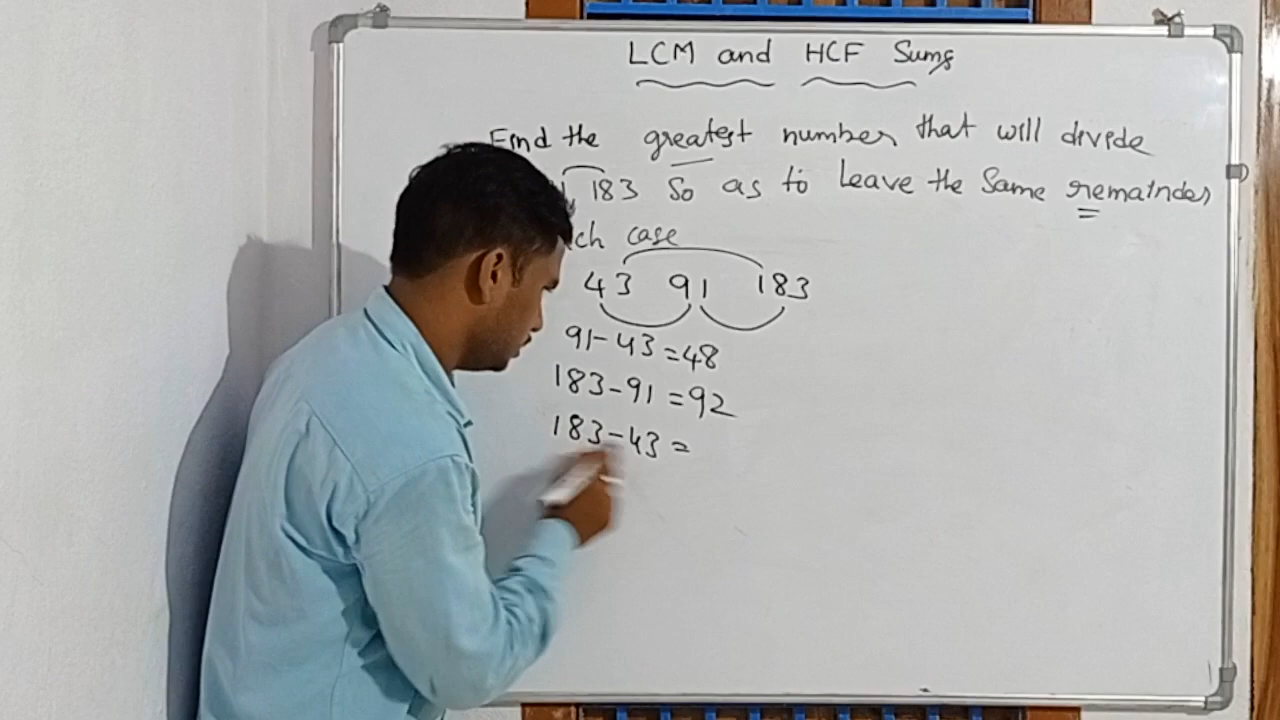 LCM and HCF Sums
Find the greatest number that will divide
183 So as to leave the same remainder
case
43 91 183
91-43=48
183-91=92
183-43=